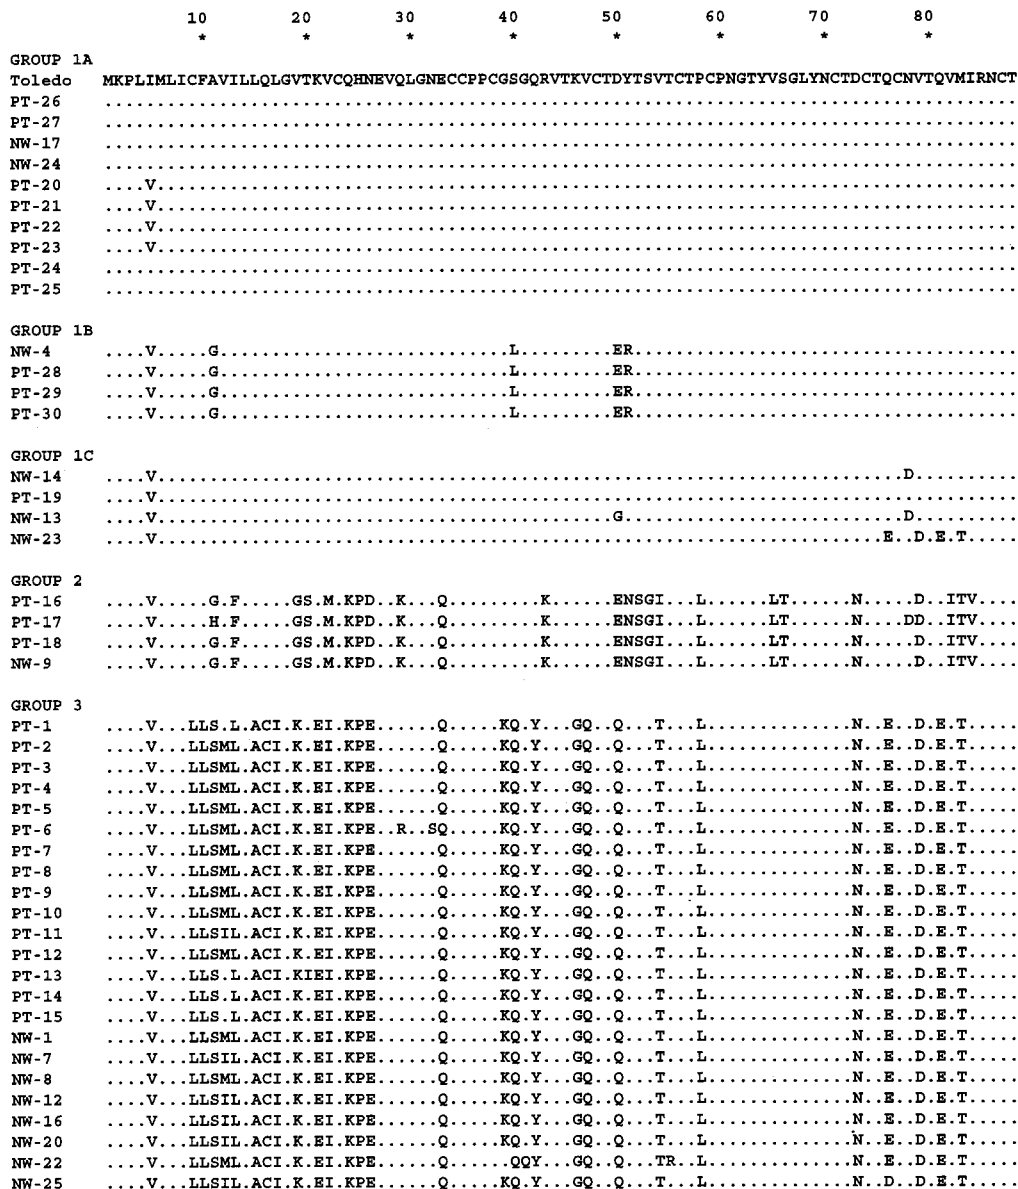 10 20 30 40 50 60 70 80
* * * * * * * *
GROUP 1A
Toledo MKPLIMLICFAVILLQLGVTKVCQHNEVQLGNECCPPCGSGQRVTKVCTDYTSVTCTPCPNGTYVSGLYNCTDCTQCNVTQVMIRNCT
PT-26 ........................................................................................
PT-27 ........................................................................................
NW-17 ........................................................................................
NW-24 ........................................................................................
PT-20 ....V...................................................................................
PT-21 ....V...................................................................................
PT-22 ....V...................................................................................
PT-23 ....V...................................................................................
PT-24 ........................................................................................
PT-25 ........................................................................................
GROUP 1B
NW-4 ....V.....G............................L.........ER.....................................
PT-28 ....V.....G............................L.........ER.....................................
PT-29 ....V.....G............................L.........ER.....................................
PT-30 ....V.....G............................L.........ER.....................................
GROUP 1C
NW-14 ....V........................................................................D..........
PT-19 ....V...................................................................................
NW-13 ....V............................................G...........................D..........
NW-23 ....V......................................................................E..D.E.T.....
GROUP 2
PT-16 ....V.....G.F.....GS.M.KPD..K...Q.........K......ENSGI...L......LT......N.....D..ITV....
PT-17 ....V.....H.F.....GS.M.KPD..K...Q.........K......ENSGI...L......LT......N....DD..ITV....
PT-18 ....V.....G.F.....GS.M.KPD..K...Q.........K......ENSGI...L......LT......N.....D..ITV....
NW-9 ....V.....G.F.....GS.M.KPD..K...Q.........K......ENSGI...L......LT......N.....D..ITV....
GROUP 3
PT-1 ....V...LLS.L.ACI.K.EI.KPE......Q.....KQ.Y...GQ..Q...T...L..............N..E..D.E.T.....
PT-2 ....V...LLSML.ACI.K.EI.KPE......Q.....KQ.Y...GQ..Q...T...L..............N..E..D.E.T.....
PT-3 ....V...LLSML.ACI.K.EI.KPE......Q.....KQ.Y...GQ..Q...T...L..............N..E..D.E.T.....
PT-4 ....V...LLSML.ACI.K.EI.KPE......Q.....KQ.Y...GQ..Q...T...L..............N..E..D.E.T.....
PT-5 ....V...LLSML.ACI.K.EI.KPE......Q.....KQ.Y...GQ..Q...T...L..............N..E..D.E.T.....
PT-6 ....V...LLSML.ACI.K.EI.KPE..R..SQ.....KQ.Y...GQ..Q...T...L..............N..E..D.E.T.....
PT-7 ....V...LLSML.ACI.K.EI.KPE......Q.....KQ.Y...GQ..Q...T...L..............N..E..D.E.T.....
PT-8 ....V...LLSML.ACI.K.EI.KPE......Q.....KQ.Y...GQ..Q...T...L..............N..E..D.E.T.....
PT-9 ....V...LLSML.ACI.K.EI.KPE......Q.....KQ.Y...GQ..Q...T...L..............N..E..D.E.T.....
PT-10 ....V...LLSML.ACI.K.EI.KPE......Q.....KQ.Y...GQ..Q...T...L..............N..E..D.E.T.....
PT-11 ....V...LLSIL.ACI.K.EI.KPE......Q.....KQ.Y...GQ..Q...T...L..............N..E..D.E.T.....
PT-12 ....V...LLSML.ACI.K.EI.KPE......Q.....KQ.Y...GQ..Q...T...L..............N..E..D.E.T.....
PT-13 ....V...LLS.L.ACI.KIEI.KPE......Q.....KQ.Y...GQ..Q...T...L..............N..E..D.E.T.....
PT-14 ....V...LLS.L.ACI.K.EI.KPE......Q.....KQ.Y...GQ..Q...T...L..............N..E..D.E.T.....
PT-15 ....V...LLS.L.ACI.K.EI.KPE......Q.....KQ.Y...GQ..Q...T...L..............N..E..D.E.T.....
NW-1 ....V...LLSML.ACI.K.EI.KPE......Q.....KQ.Y...GQ..Q...T...L..............N..E..D.E.T.....
NW-7 ....V...LLSIL.ACI.K.EI.KPE......Q.....KQ.Y...GQ..Q...T...L..............N..E..D.E.T.....
NW-8 ....V...LLSML.ACI.K.EI.KPE......Q.....KQ.Y...GQ..Q...T...L..............N..E..D.E.T.....
NW-12 ....V...LLSIL.ACI.K.EI.KPE......Q.....KQ.Y...GQ..Q...T...L..............N..E..D.E.T.....
NW-16 ....V...LLSIL.ACI.K.EI.KPE......Q.....KQ.Y...GQ..Q...T...L..............N..E..D.E.T.....
NW-20 ....V...LLSIL.ACI.K.EI.KPE......Q.....KQ.Y...GQ..Q...T...L..............N..E..D.E.T.....
NW-22 ....V...LLSML.ACI.K.EI.KPE......Q......QQY...GQ..Q...TR..L..............N..E..D.E.T.....
NW-25 ....V...LLSIL.ACI.K.EI.KPE......Q.....KQ.Y...GQ..Q...T...L..............N..D..D.E.T.....